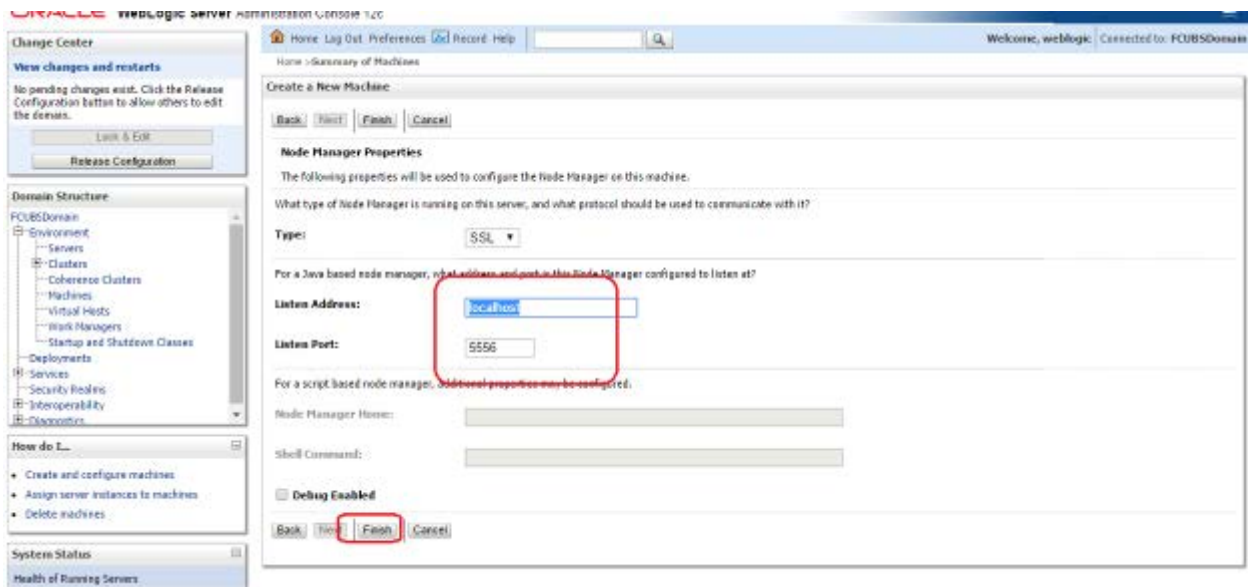 ORACLE WebLogic Server Administration Console 12c
Change Center
View changes and restarts
No pending changes exist. Click the Release
Configuration button to allow others to edit
the domain.
Lock & Edit
Release Configuration
Domain Structure
FCUBSDomain
Environment
Servers
Clusters
Coherence Clusters
Machines
Virtual Hosts
Work Managers
Startup and Shutdown Classes
Deployments
Services
Security Realms
Interoperability
Diagnostics
How do I...
Create and configure machines
Assign server instances to machines
Delete machines
System Status
Health of Running Servers
Home Log Out Preferences Record Help
Welcome, weblogic Connected to: FCUBSDomain
Home >Summary of Machines
Create a New Machine
Back Next Finish Cancel
Node Manager Properties
The following properties will be used to configure the Node Manager on this machine.
What type of Node Manager is running on this server, and what protocol should be used to communicate with it?
Type: SSL
For a Java based node manager, what address and port is this Node Manager configured to listen at?
Listen Address: localhost
Listen Port: 5556
For a script based node manager, additional properties may be configured.
Node Manager Home:
Shell Command:
Debug Enabled
Back Next Finish Cancel